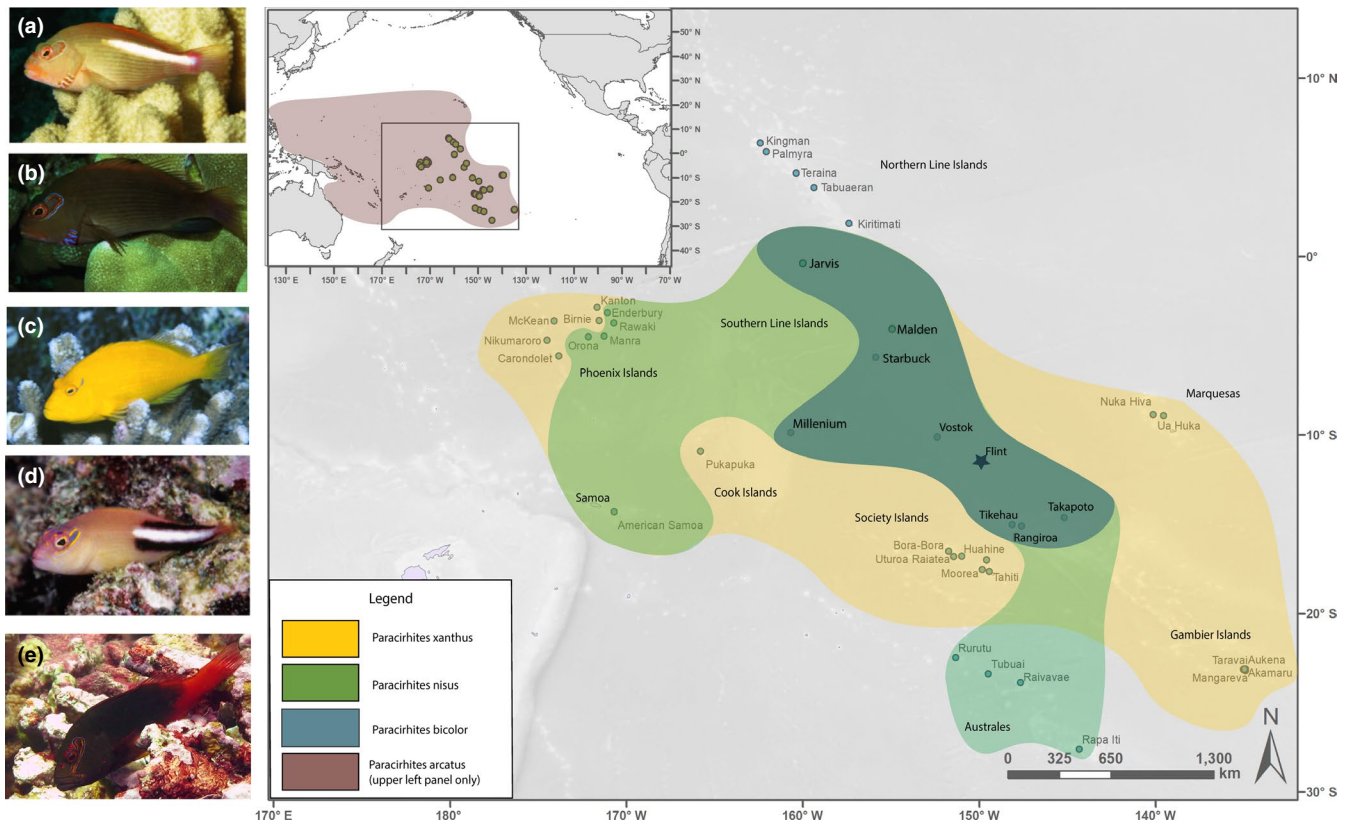 (a)
(b)
(c)
(d)
(e)
50° N
40° N
30° N
20° N
10° N
0°
10° S
20° S
30° S
40° S
130° E
150° E
170° W
150° W
130° W
110° W
90° W
70° W
Kingman
Palmyra
Northern Line Islands
Teraina
Tabuaeran
Kiritimati
Jarvis
Kanton
McKean
Birnie
Enderbury
Rawaki
Nikumaroro
Orona
Manra
Carondolet
Southern Line Islands
Malden
Starbuck
Phoenix Islands
Marquesas
Nuka Hiva
Ua Huka
Millenium
Vostok
Flint
Pukapuka
Cook Islands
Samoa
American Samoa
Society Islands
Tikehau
Takapoto
Rangiroa
Bora-Bora
Huahine
Uturoa Raiatea
Moorea
Tahiti
Gambier Islands
Rurutu
Tubuai
Raivavae
Taravai
Aukena
Mangareva
Akamaru
Australes
Rapa Iti
Legend
Paracirhites xanthus
Paracirhites nisus
Paracirhites bicolor
Paracirhites arcatus
(upper left panel only)
N
0 325 650 1,300
km
10° N
0°
10° S
20° S
30° S
170° E 180° 170° W 160° W 150° W 140° W